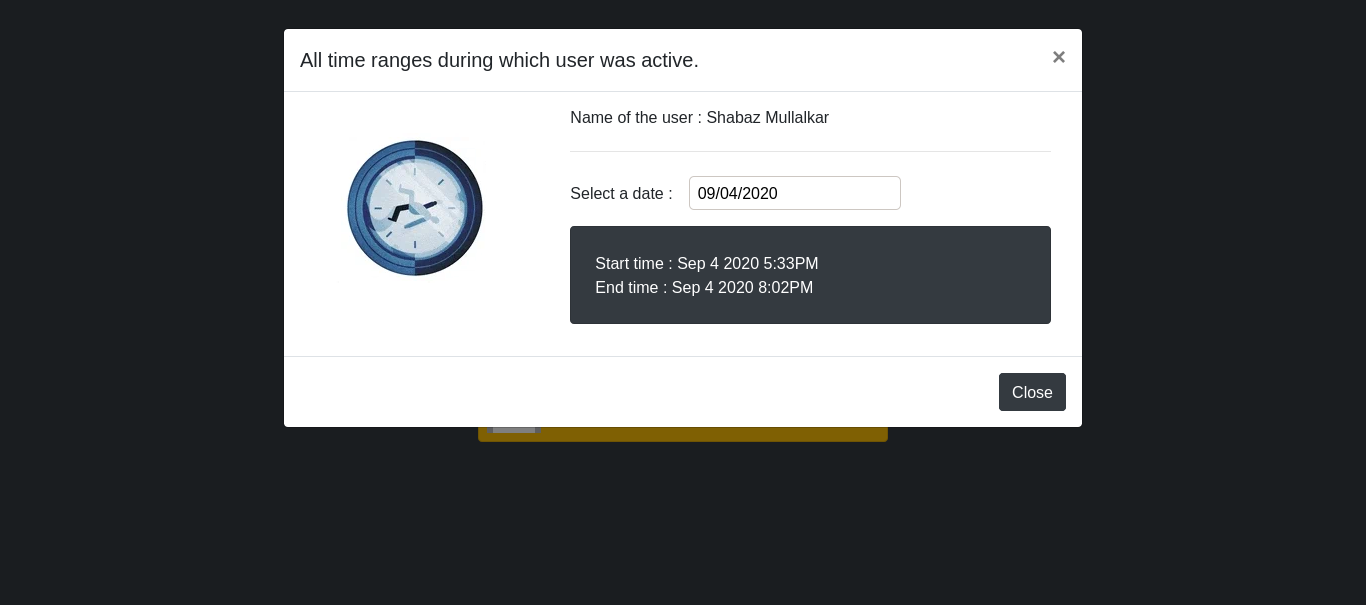 All time ranges during which user was active.
×
Name of the user : Shabaz Mullalkar
Select a date : 09/04/2020
Start time : Sep 4 2020 5:33PM
End time : Sep 4 2020 8:02PM
Close